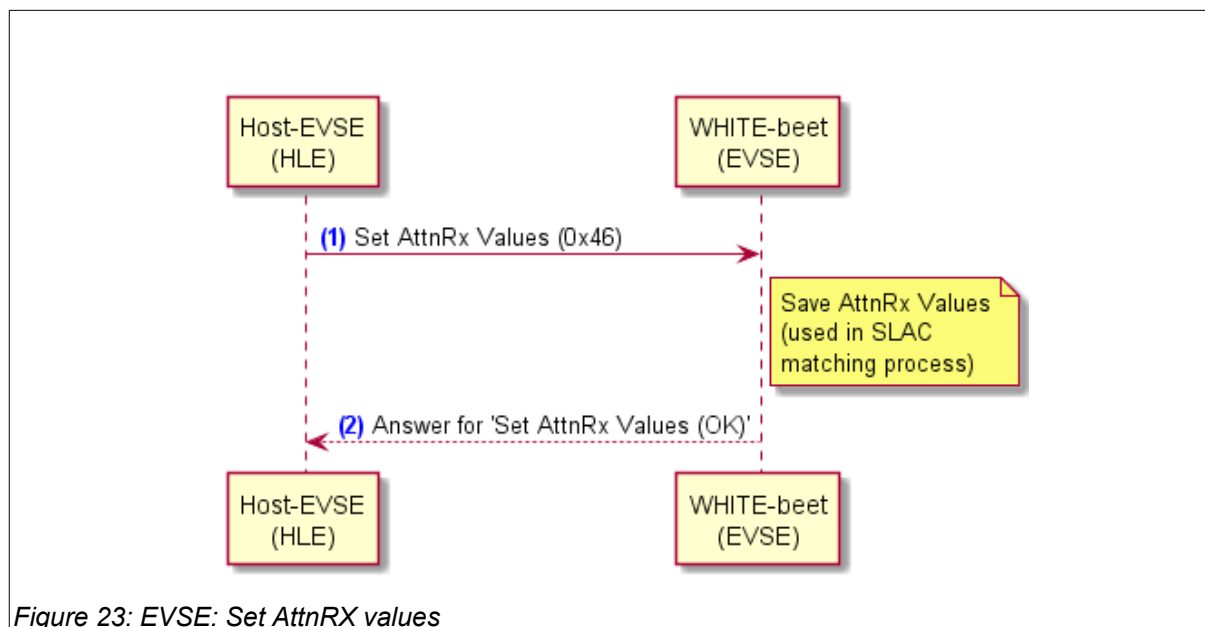 Host-EVSE
(HLE)
WHITE-beet
(EVSE)
(1) Set AttnRx Values (0x46)
Save AttnRx Values
(used in SLAC
matching process)
(2) Answer for 'Set AttnRx Values (OK)'
Host-EVSE
(HLE)
WHITE-beet
(EVSE)
Figure 23: EVSE: Set AttnRX values